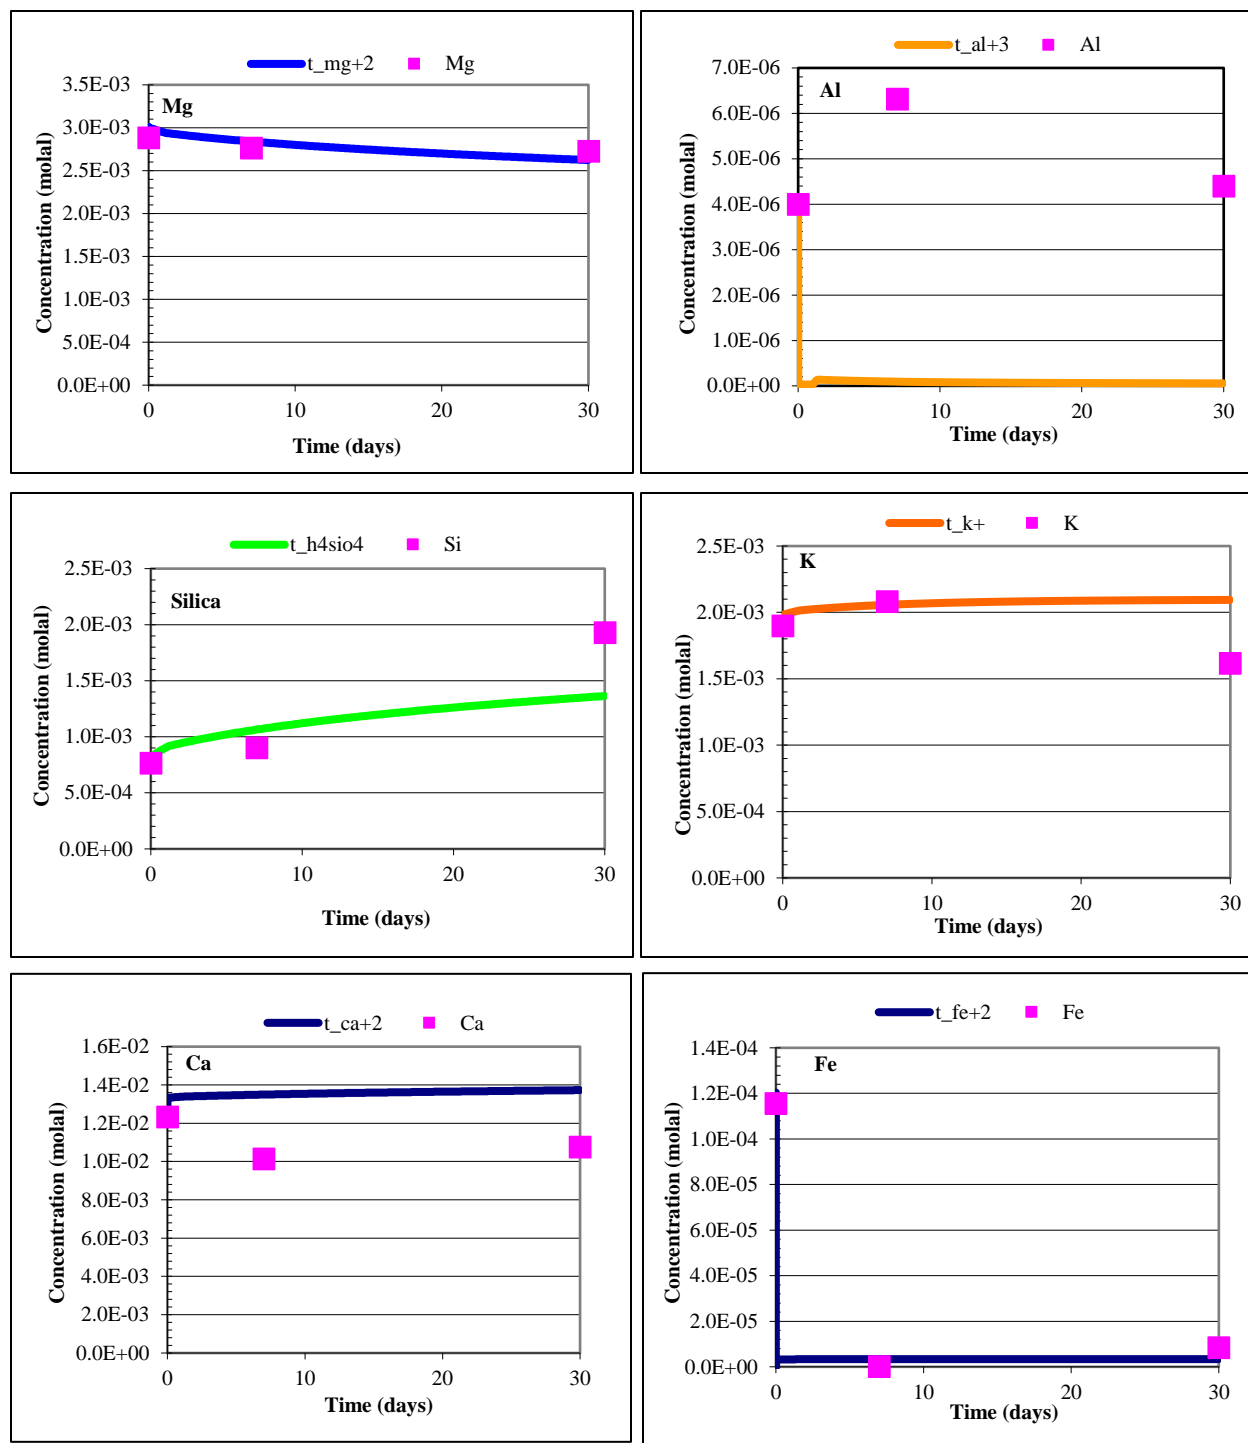 t_mg+2 Mg
Mg
Concentration (molal)
3.5E-03
3.0E-03
2.5E-03
2.0E-03
1.5E-03
1.0E-03
5.0E-04
0.0E+00
0 10 20 30
Time (days)
t_al+3 Al
Al
Concentration (molal)
7.0E-06
6.0E-06
5.0E-06
4.0E-06
3.0E-06
2.0E-06
1.0E-06
0.0E+00
0 10 20 30
Time (days)
t_h4sio4 Si
Silica
Concentration (molal)
2.5E-03
2.0E-03
1.5E-03
1.0E-03
5.0E-04
0.0E+00
0 10 20 30
Time (days)
t_k+ K
K
Concentration (molal)
2.5E-03
2.0E-03
1.5E-03
1.0E-03
5.0E-04
0.0E+00
0 10 20 30
Time (days)
t_ca+2 Ca
Ca
Concentration (molal)
1.6E-02
1.4E-02
1.2E-02
1.0E-02
8.0E-03
6.0E-03
4.0E-03
2.0E-03
0.0E+00
0 10 20 30
Time (days)
t_fe+2 Fe
Fe
Concentration (molal)
1.4E-04
1.2E-04
1.0E-04
8.0E-05
6.0E-05
4.0E-05
2.0E-05
0.0E+00
0 10 20 30
Time (days)